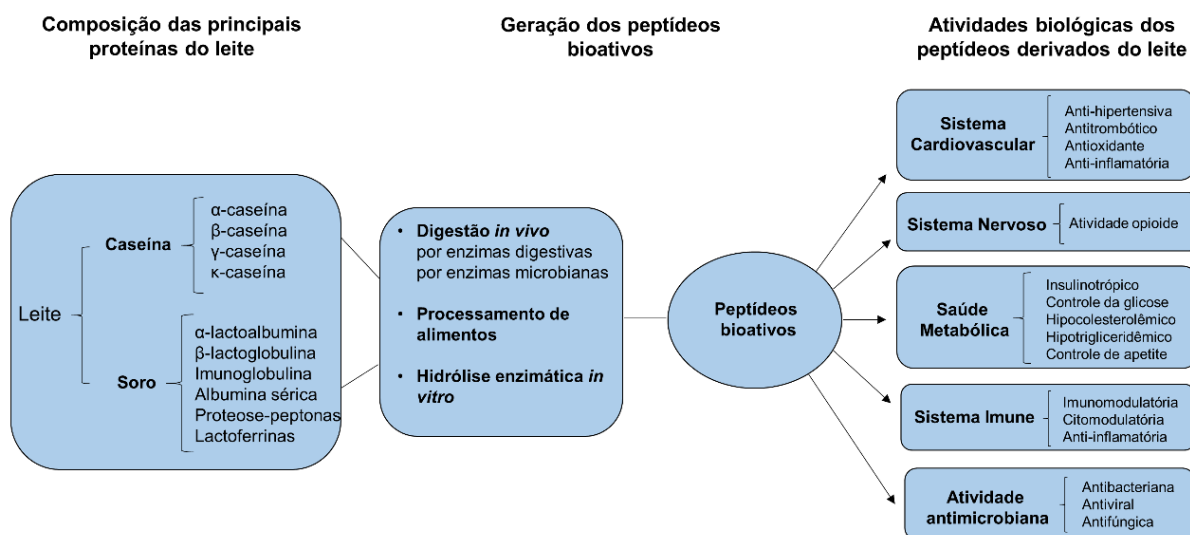 Composição das principais
proteínas do leite
Geração dos peptídeos
bioativos
Atividades biológicas dos
peptídeos derivados do leite
Leite
Caseína
α-caseína
β-caseína
γ-caseína
κ-caseína
Soro
α-lactoalbumina
β-lactoglobulina
Imunoglobulina
Albumina sérica
Proteose-peptonas
Lactoferrinas
• Digestão in vivo
por enzimas digestivas
por enzimas microbianas
• Processamento de
alimentos
• Hidrólise enzimática in
vitro
Peptídeos
bioativos
Sistema
Cardiovascular
Anti-hipertensiva
Antitrombótico
Antioxidante
Anti-inflamatória
Sistema Nervoso
Atividade opioide
Saúde
Metabólica
Insulinotrópico
Controle da glicose
Hipocolesterolêmico
Hipotrigliceridêmico
Controle de apetite
Sistema Imune
Imunomodulatória
Citomodulatória
Anti-inflamatória
Atividade
antimicrobiana
Antibacteriana
Antiviral
Antifúngica